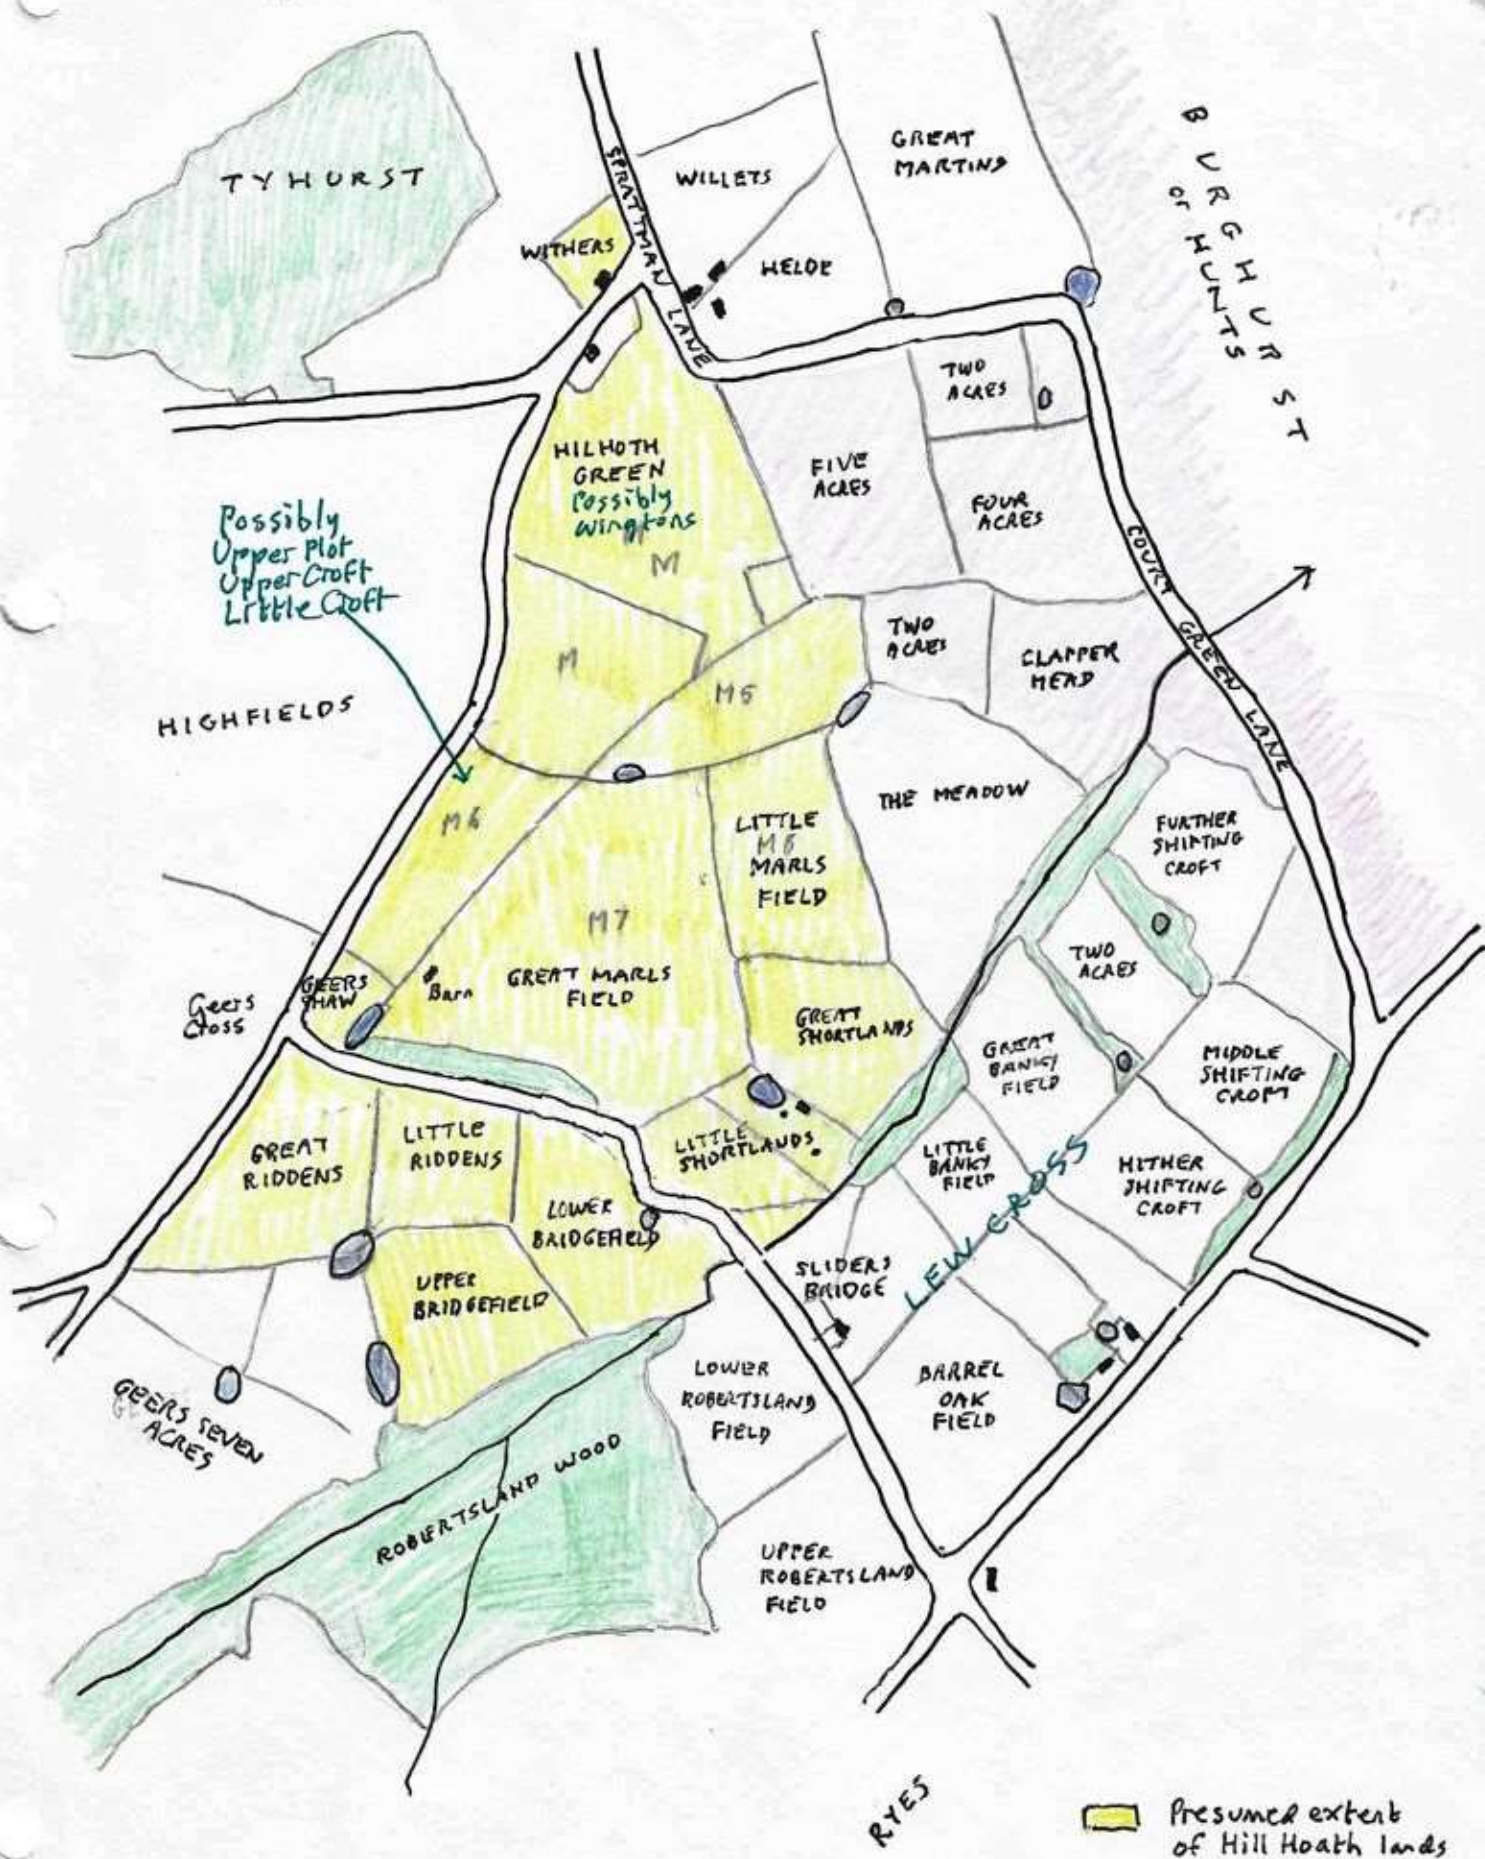 TYHURST
SPRATTMAN LANE
WILLETS
GREAT
MARTINS
BURGHURST
or HUNTS
WITHERS
HELDE
TWO
ACRES
HILHOTH
GREEN
Possibly
Wingtons
M
FIVE
ACRES
FOUR
ACRES
Possibly
Upper Plot
Upper Croft
Little Croft
COURT GREEN LANE
M
M5
TWO
ACRES
CLAPPER
MEAD
HIGHFIELDS
THE MEADOW
M6
LITTLE
M8
MARLS
FIELD
FURTHER
SHIFTING
CROFT
M7
GREAT MARLS
FIELD
Barn
GEERS
SHAW
Geers
Cross
TWO
ACRES
GREAT
SHORTLANDS
GREAT
BANKY
FIELD
MIDDLE
SHIFTING
CROFT
GREAT
RIDDENS
LITTLE
RIDDENS
LITTLE
SHORTLANDS
LITTLE
BANKY
FIELD
HITHER
SHIFTING
CROFT
LEW CROSS
LOWER
BRIDGEFIELD
UPPER
BRIDGEFIELD
SLIDERS
BRIDGE
GEERS SEVEN
ACRES
LOWER
ROBERTSLAND
FIELD
BARREL
OAK
FIELD
ROBERTSLAND WOOD
UPPER
ROBERTSLAND
FIELD
RYES
Presumed extent
of Hill Hoath lands